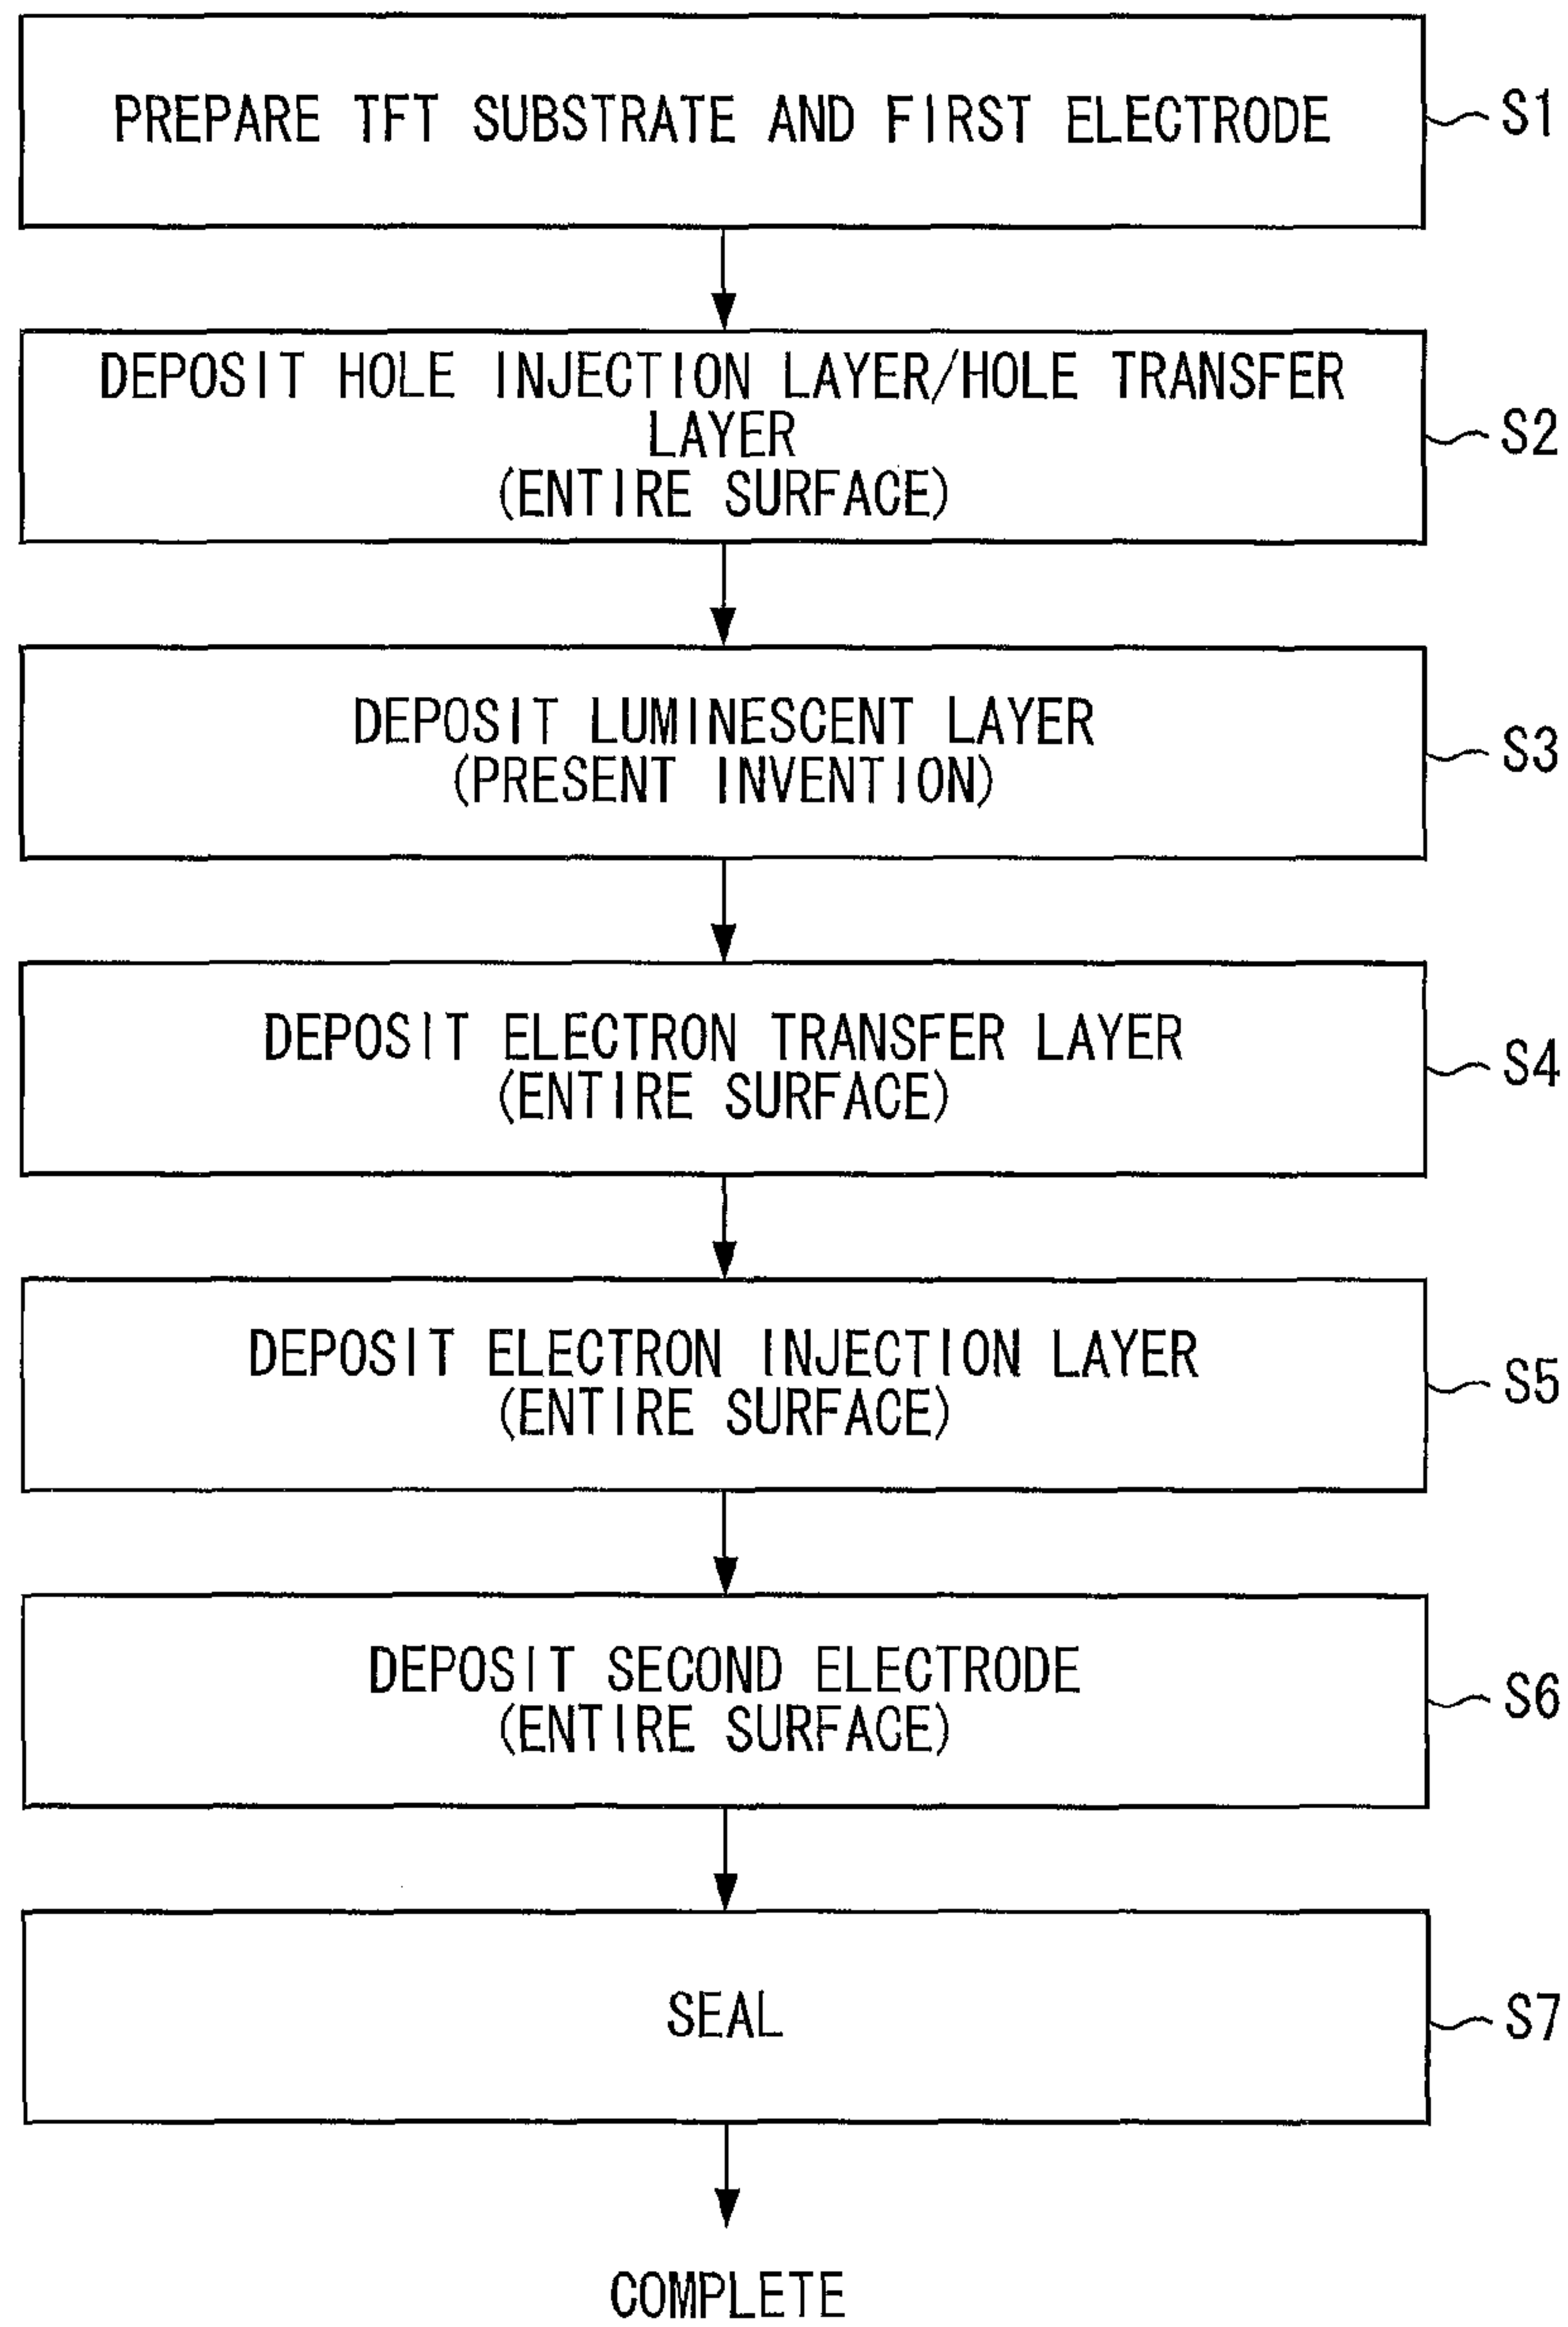 PREPARE TFT SUBSTRATE AND FIRST ELECTRODE
S1
DEPOSIT HOLE INJECTION LAYER/HOLE TRANSFER
LAYER
(ENTIRE SURFACE)
S2
DEPOSIT LUMINESCENT LAYER
(PRESENT INVENTION)
S3
DEPOSIT ELECTRON TRANSFER LAYER
(ENTIRE SURFACE)
S4
DEPOSIT ELECTRON INJECTION LAYER
(ENTIRE SURFACE)
S5
DEPOSIT SECOND ELECTRODE
(ENTIRE SURFACE)
S6
SEAL
S7
COMPLETE